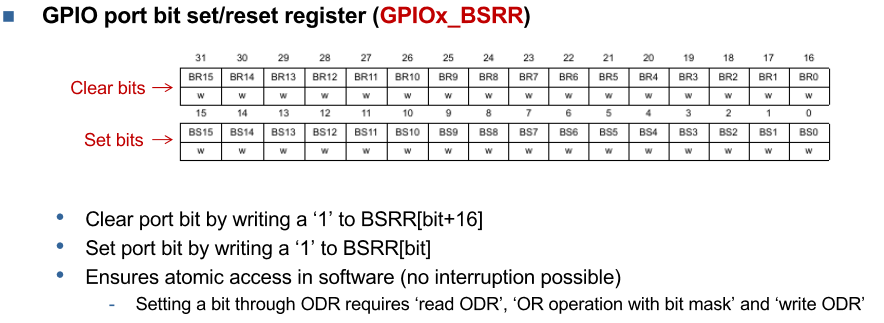 GPIO port bit set/reset register (GPIOx_BSRR)
31 30 29 28 27 26 25 24 23 22 21 20 19 18 17 16
Clear bits → BR15 BR14 BR13 BR12 BR11 BR10 BR9 BR8 BR7 BR6 BR5 BR4 BR3 BR2 BR1 BR0
w w w w w w w w w w w w w w w w
15 14 13 12 11 10 9 8 7 6 5 4 3 2 1 0
Set bits → BS15 BS14 BS13 BS12 BS11 BS10 BS9 BS8 BS7 BS6 BS5 BS4 BS3 BS2 BS1 BS0
w w w w w w w w w w w w w w w w
• Clear port bit by writing a ‘1’ to BSRR[bit+16]
• Set port bit by writing a ‘1’ to BSRR[bit]
• Ensures atomic access in software (no interruption possible)
- Setting a bit through ODR requires ‘read ODR’, ‘OR operation with bit mask’ and ‘write ODR’